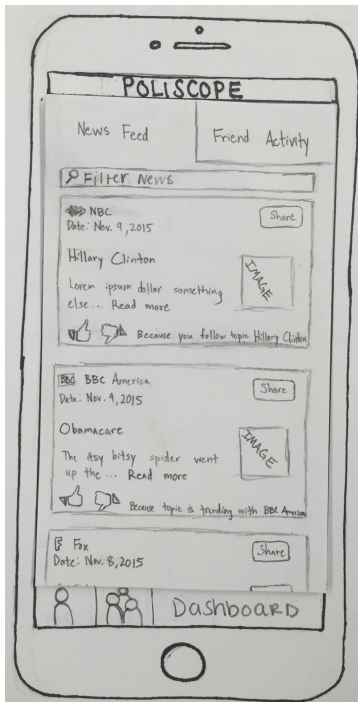 POLISCOPE
News Feed
Friend Activity
Filter News
NBC
Share
Date: Nov. 9, 2015
Hillary Clinton
Lorem ipsum dollar something
else... Read more
IMAGE
Because you follow topic Hillary Clinton
BBC BBC America
Share
Date: Nov. 9, 2015
Obamacare
The itsy bitsy spider went
up the... Read more
IMAGE
Because topic is trending with BBC America
F Fox
Share
Date: Nov. 8, 2015
Dashboard